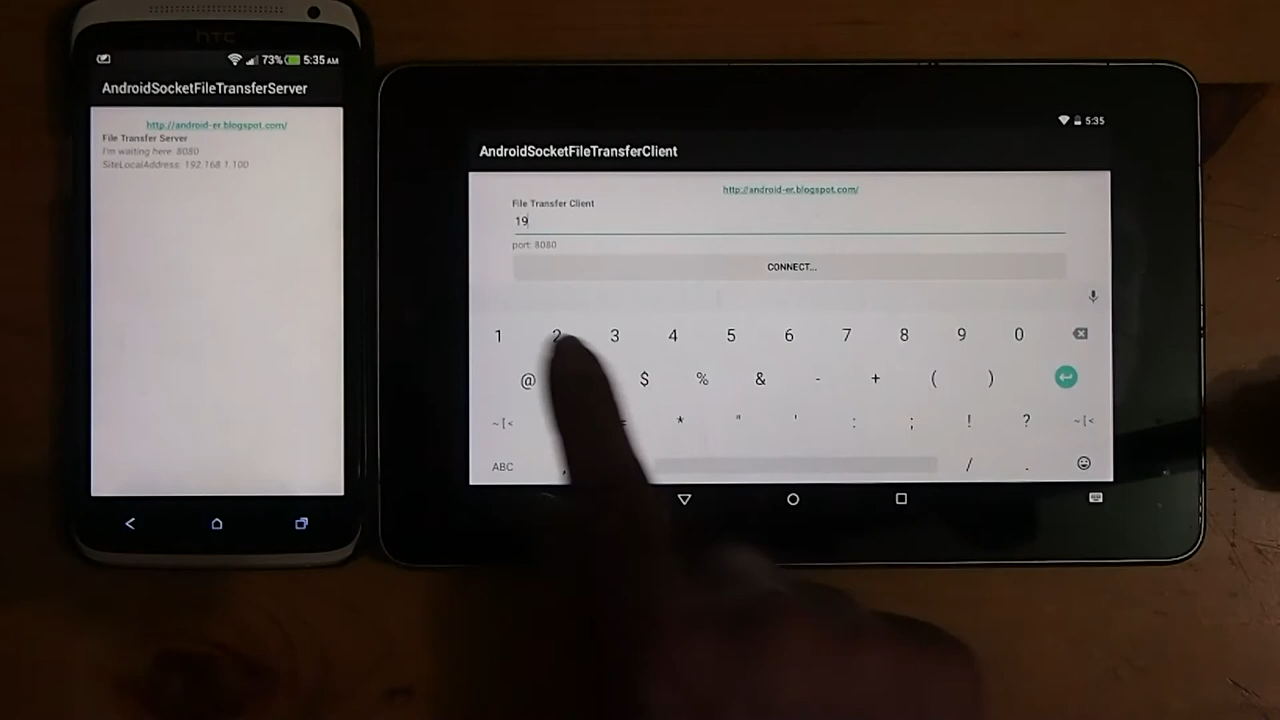 hTC
73% 5:35 AM
AndroidSocketFileTransferServer
http://android-er.blogspot.com/
File Transfer Server
I'm waiting here: 8080
SiteLocalAddress: 192.168.1.100
5:35
AndroidSocketFileTransferClient
http://android-er.blogspot.com/
File Transfer Client
19
port: 8080
CONNECT...
1 2 3 4 5 6 7 8 9 0
@ $ % & - + ( )
~[< = * " ' : ; ! ? ~[<
ABC , / .